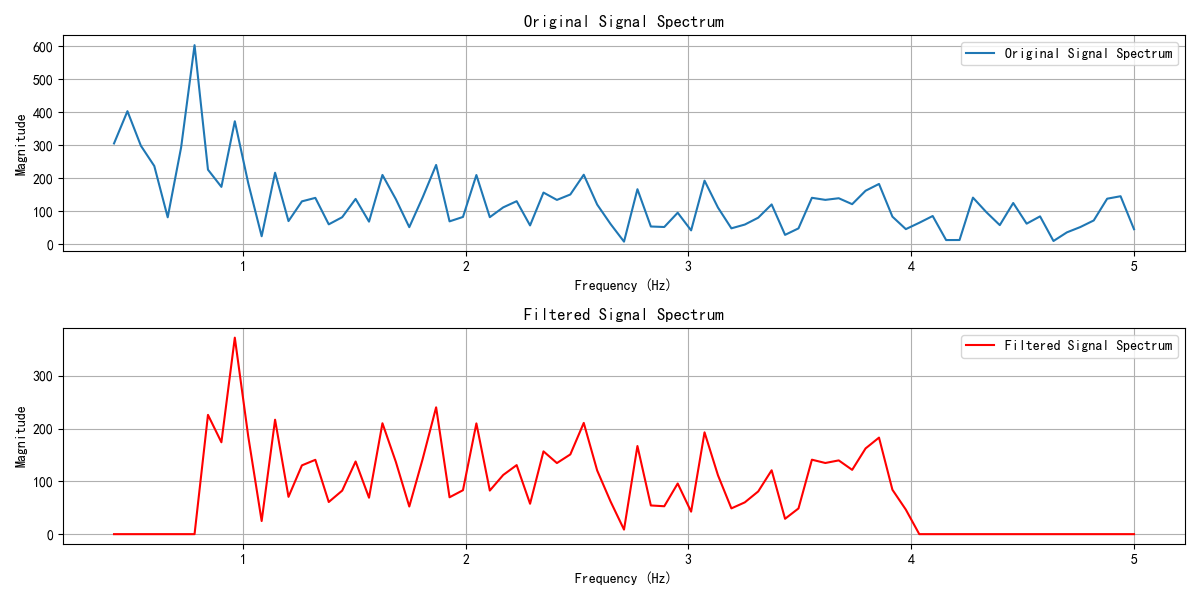 Original Signal Spectrum
Magnitude
600
500
400
300
200
100
0
Original Signal Spectrum
1 2 3 4 5
Frequency (Hz)
Filtered Signal Spectrum
Magnitude
300
200
100
0
Filtered Signal Spectrum
1 2 3 4 5
Frequency (Hz)